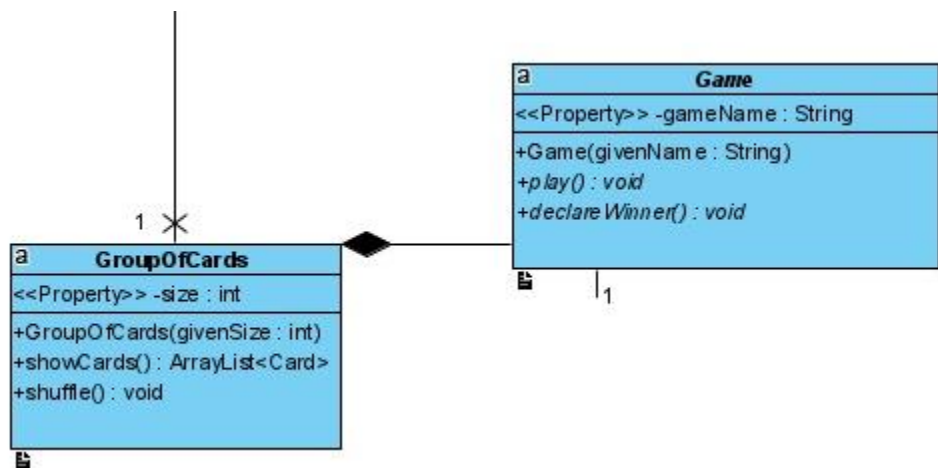 a
Game
<<Property>> -gameName : String
+Game(givenName : String)
+play() : void
+declareWinner() : void
1
1
a
GroupOfCards
<<Property>> -size : int
+GroupOfCards(givenSize : int)
+showCards() : ArrayList<Card>
+shuffle() : void